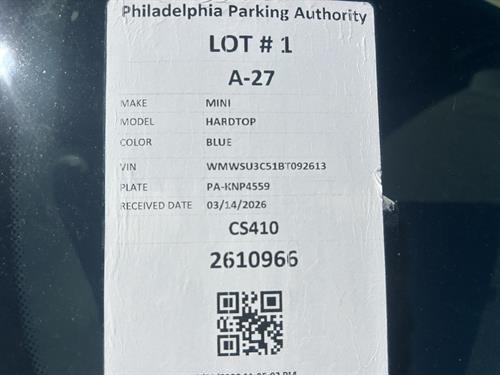 Philadelphia Parking Authority
LOT # 1
A-27
MAKE MINI
MODEL HARDTOP
COLOR BLUE
VIN WMWSU3C51BT092613
PLATE PA-KNP4559
RECEIVED DATE 03/14/2026
CS410
2610966